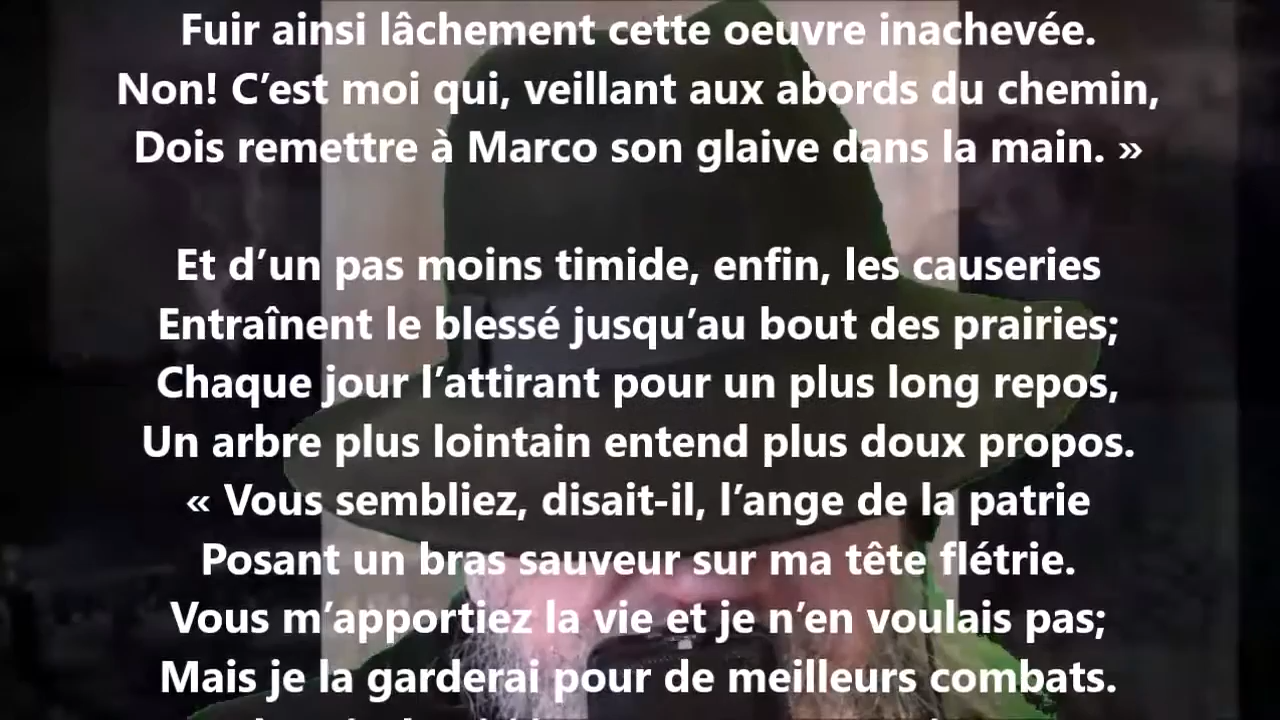 Fuir ainsi lâchement cette oeuvre inachevée.
Non! C’est moi qui, veillant aux abords du chemin,
Dois remettre à Marco son glaive dans la main. »
Et d’un pas moins timide, enfin, les causeries
Entraînent le blessé jusqu’au bout des prairies;
Chaque jour l’attirant pour un plus long repos,
Un arbre plus lointain entend plus doux propos.
« Vous sembliez, disait-il, l’ange de la patrie
Posant un bras sauveur sur ma tête flétrie.
Vous m’apportiez la vie et je n’en voulais pas;
Mais je la garderai pour de meilleurs combats.